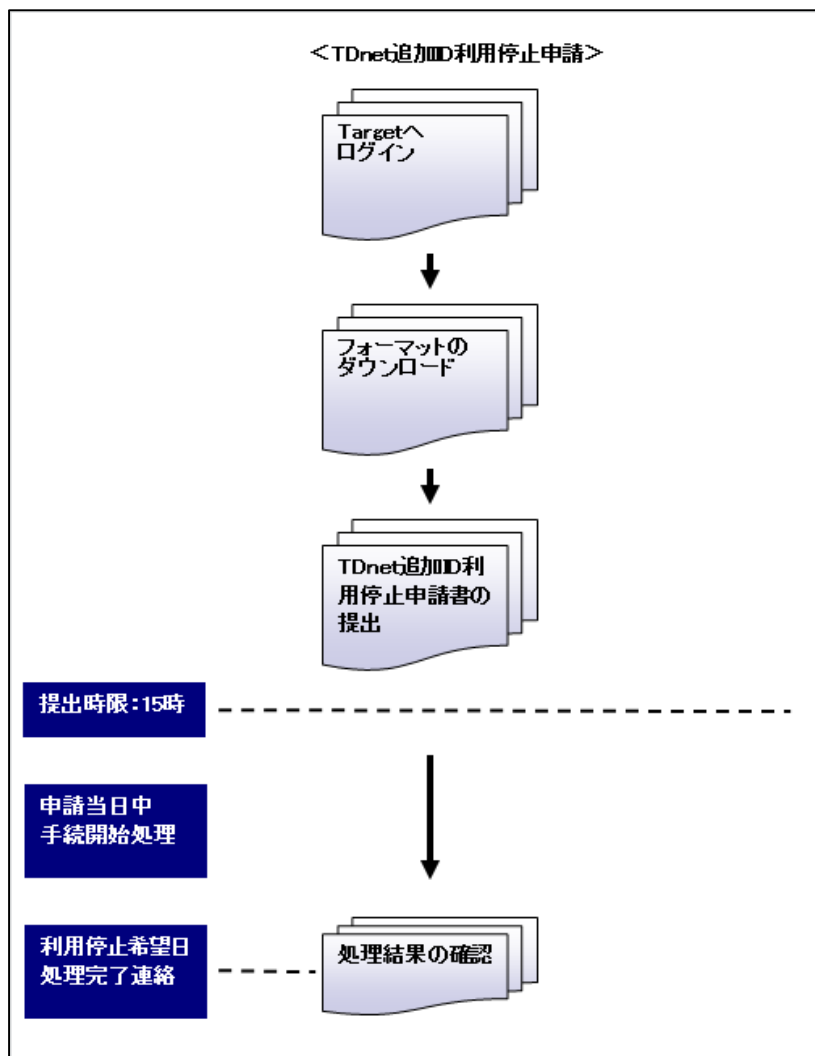 ＜TDnet追加ID利用停止申請＞
Targetへ
ログイン
フォーマットの
ダウンロード
TDnet追加ID利
用停止申請書の
提出
提出時限：15時
申請当日中
手続開始処理
利用停止希望日
処理完了連絡
処理結果の確認